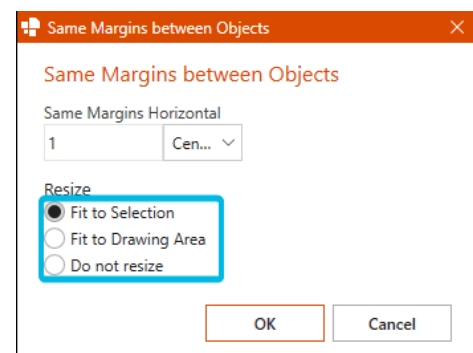 Same Margins between Objects
Same Margins between Objects
Same Margins Horizontal
1 Cen...
Resize
Fit to Selection
Fit to Drawing Area
Do not resize
OK Cancel